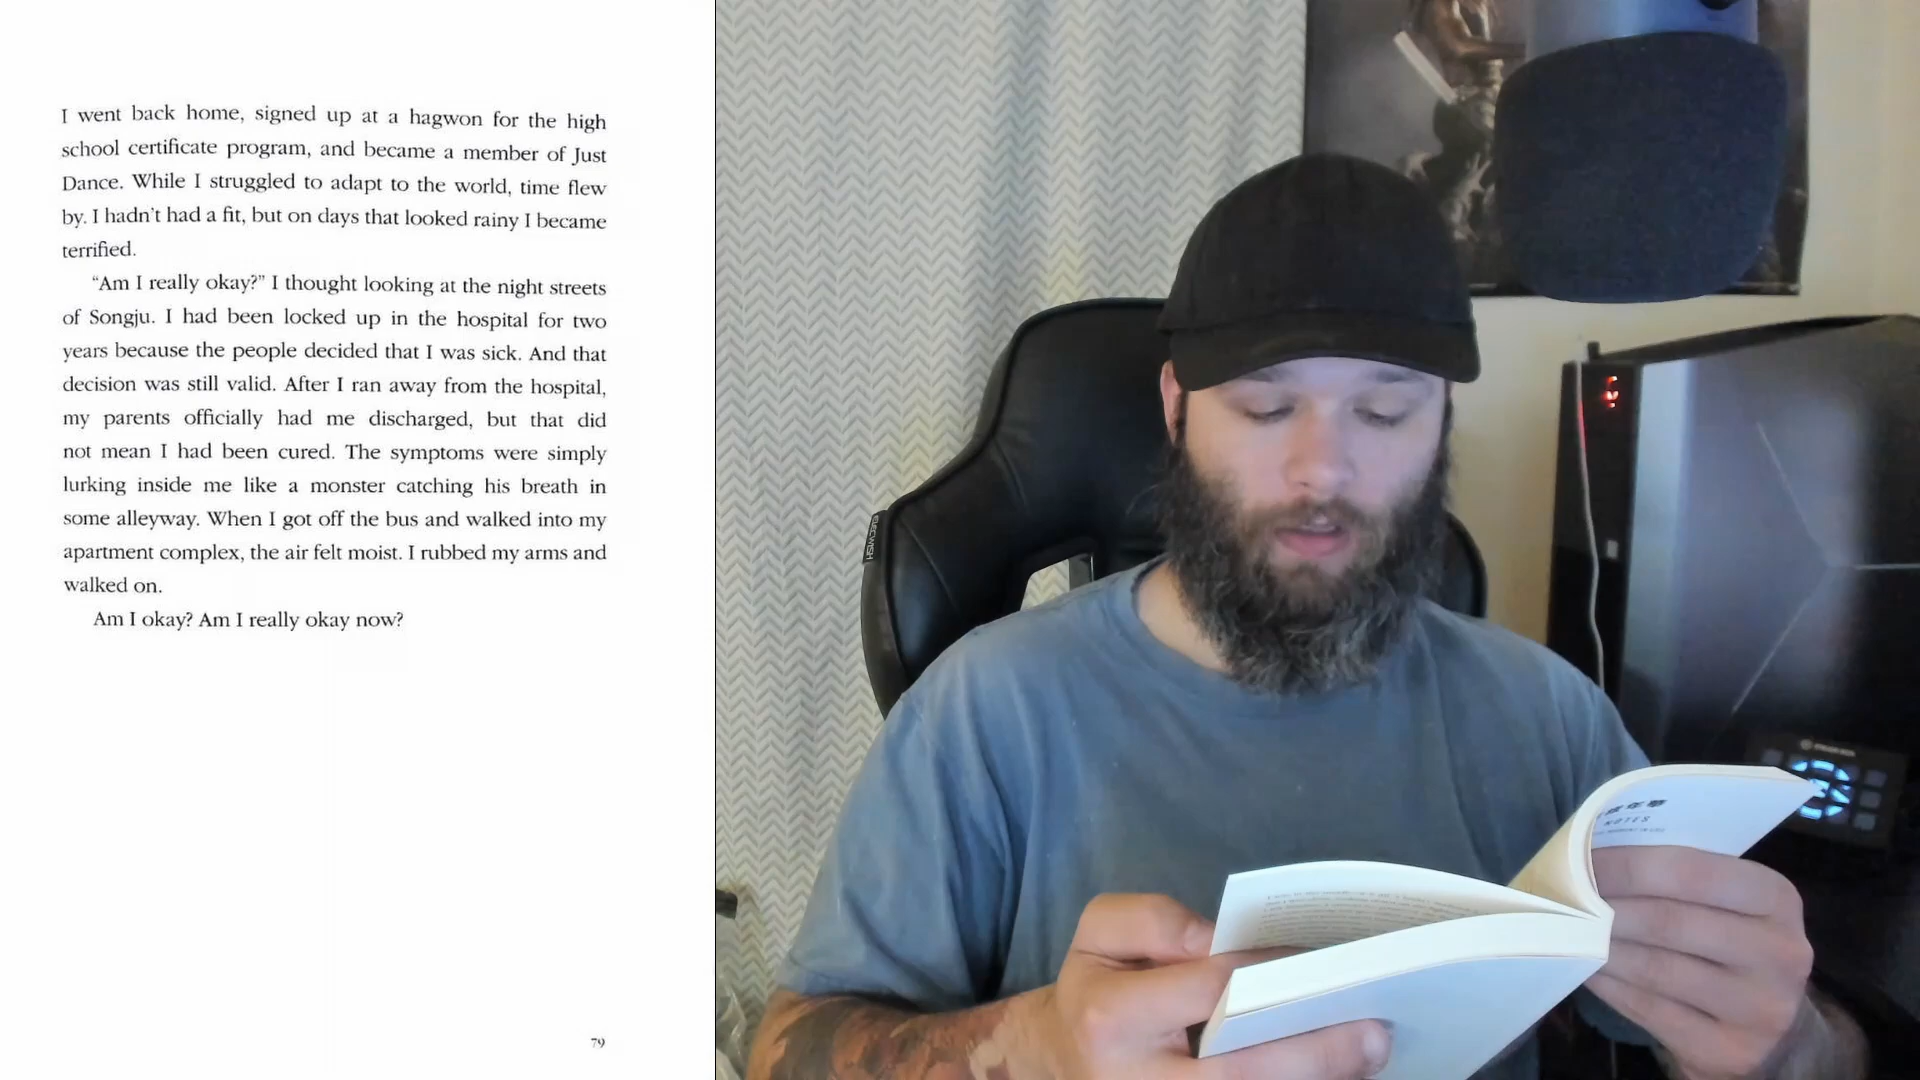 I went back home, signed up at a hagwon for the high
school certificate program, and became a member of Just
Dance. While I struggled to adapt to the world, time flew
by. I hadn't had a fit, but on days that looked rainy I became
terrified.
"Am I really okay?" I thought looking at the night streets
of Songju. I had been locked up in the hospital for two
years because the people decided that I was sick. And that
decision was still valid. After I ran away from the hospital,
my parents officially had me discharged, but that did
not mean I had been cured. The symptoms were simply
lurking inside me like a monster catching his breath in
some alleyway. When I got off the bus and walked into my
apartment complex, the air felt moist. I rubbed my arms and
walked on.
Am I okay? Am I really okay now?
79
ELECWISH